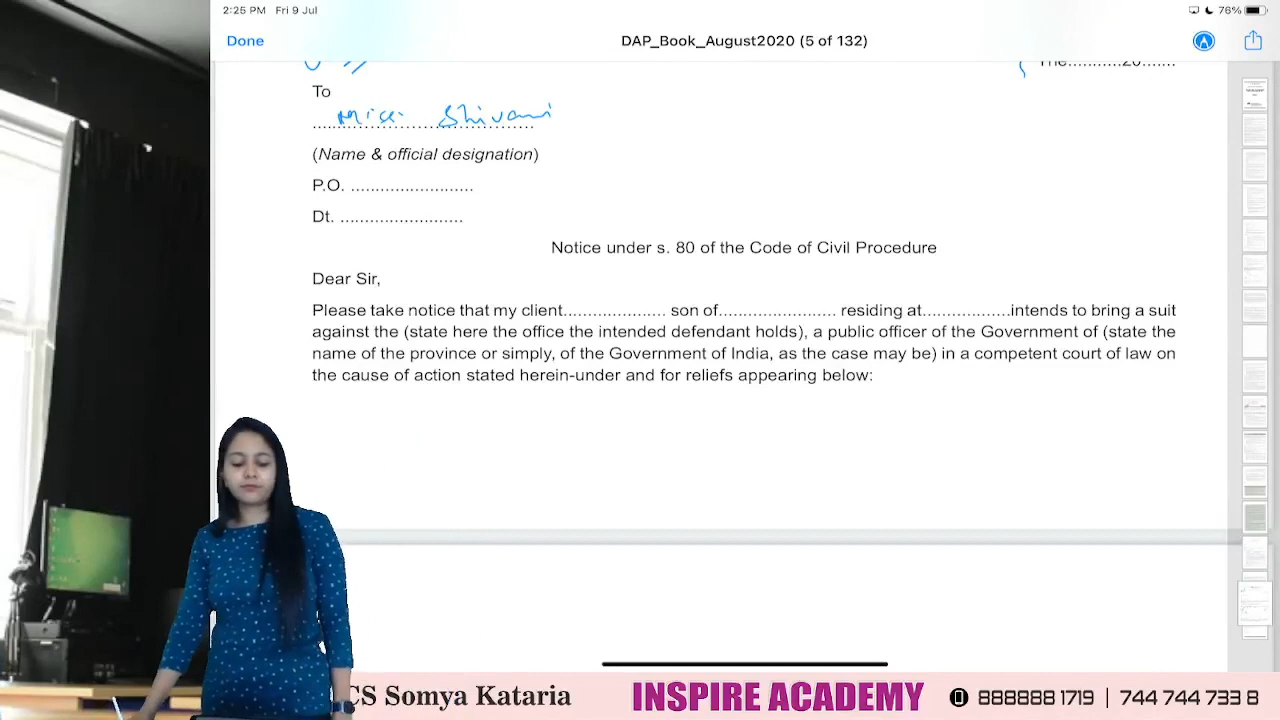 2:25 PM Fri 9 Jul
76%
Done
DAP_Book_August2020 (5 of 132)
The...........20.......
To
Miss. Shivani
(Name & official designation)
P.O. .........................
Dt. .........................
Notice under s. 80 of the Code of Civil Procedure
Dear Sir,
Please take notice that my client..................... son of........................ residing at..................intends to bring a suit
against the (state here the office the intended defendant holds), a public officer of the Government of (state the
name of the province or simply, of the Government of India, as the case may be) in a competent court of law on
the cause of action stated herein-under and for reliefs appearing below:
CS Somya Kataria
INSPIRE ACADEMY
888888 1719 | 744 744 733 8